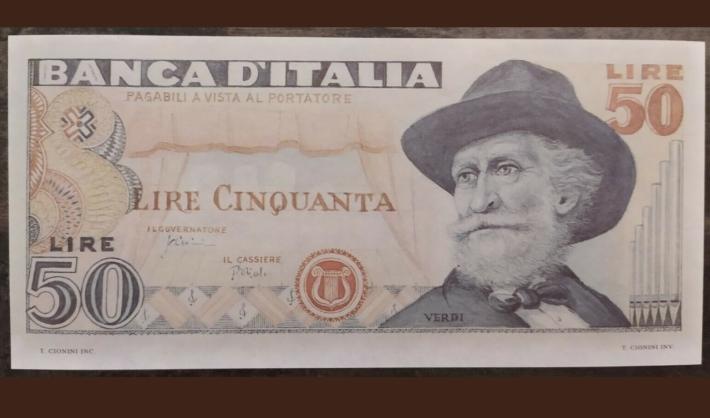 BANCA D'ITALIA
LIRE
50
PAGABILI A VISTA AL PORTATORE
LIRE CINQUANTA
IL GOVERNATORE
IL CASSIERE
LIRE
50
VERDI
T. CIONINI INC.
T. CIONINI INV.